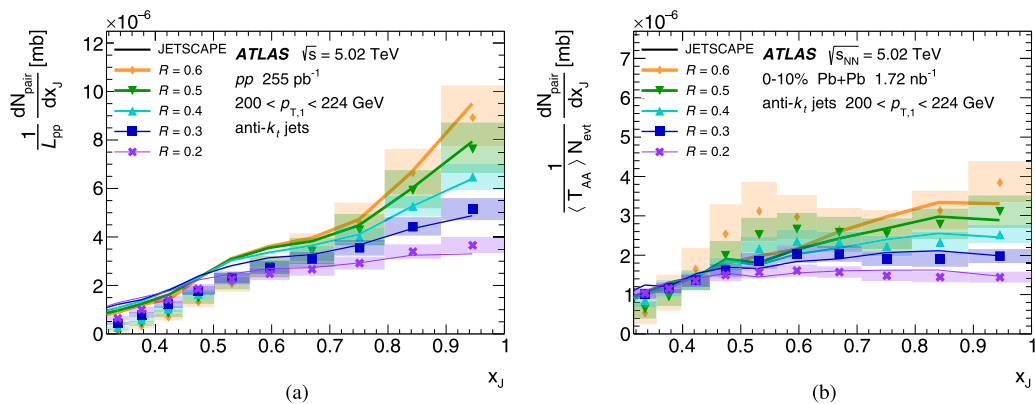 ×10⁻⁶
12
10
8
6
4
2
0
1/L_pp dN_pair/dx_J [mb]
JETSCAPE
R = 0.6
R = 0.5
R = 0.4
R = 0.3
R = 0.2
ATLAS √s = 5.02 TeV
pp 255 pb⁻¹
200 < p_T,1 < 224 GeV
anti-k_t jets
0.4 0.5 0.6 0.7 0.8 0.9 1
x_J
(a)
×10⁻⁶
7
6
5
4
3
2
1
0
1/⟨T_AA⟩ N_evt dN_pair/dx_J [mb]
JETSCAPE
R = 0.6
R = 0.5
R = 0.4
R = 0.3
R = 0.2
ATLAS √s_NN = 5.02 TeV
0-10% Pb+Pb 1.72 nb⁻¹
anti-k_t jets 200 < p_T,1 < 224 GeV
0.4 0.5 0.6 0.7 0.8 0.9 1
x_J
(b)